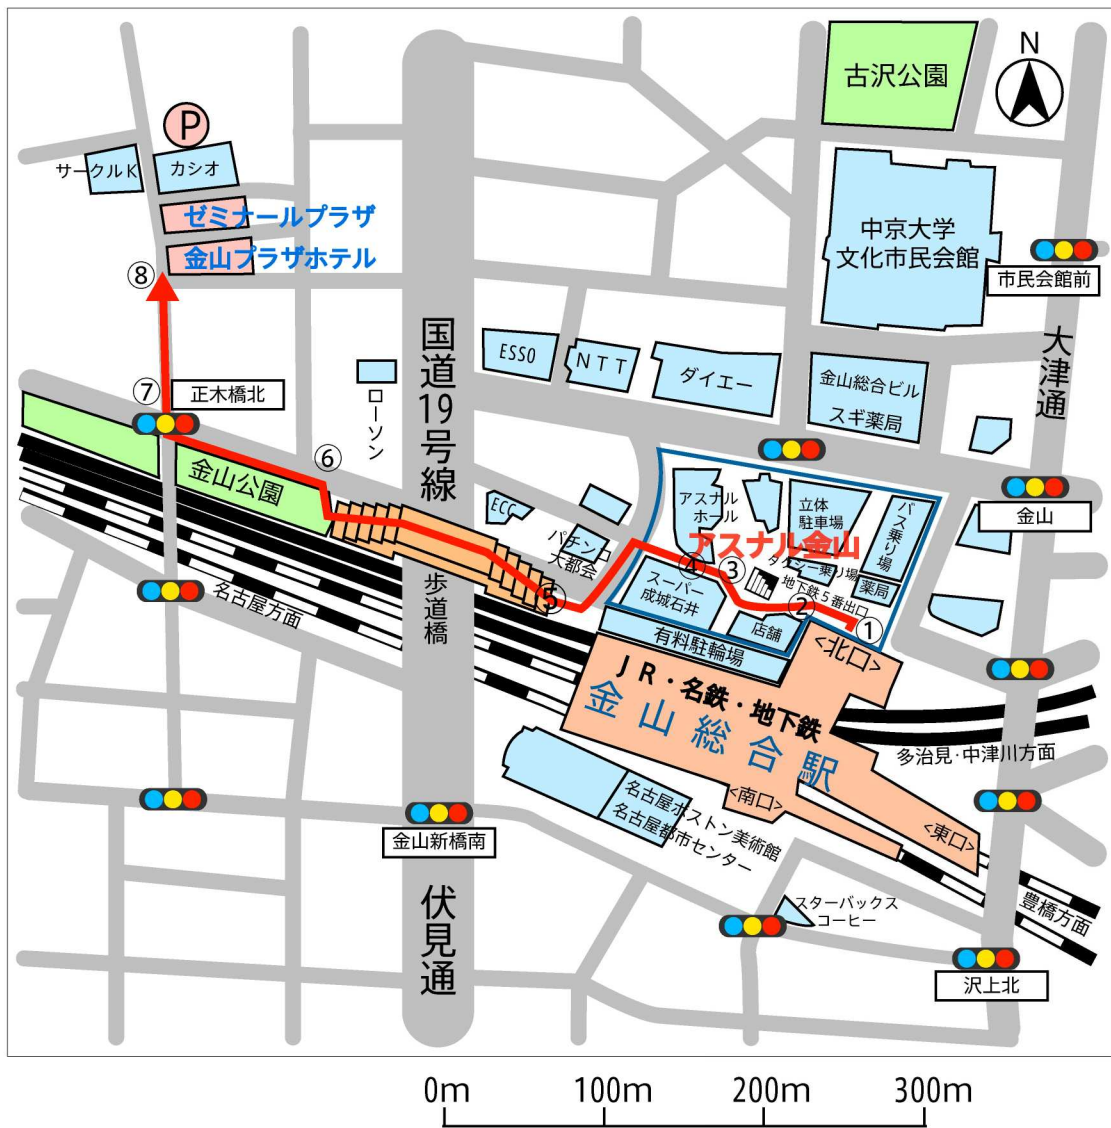 古沢公園
N
P
サークルK
カシオ
ゼミナールプラザ
金山プラザホテル
⑧
中京大学
文化市民会館
市民会館前
大津通
国道19号線
ESSO
NTT
ダイエー
金山総合ビル
スギ薬局
ローソン
⑦
正木橋北
⑥
金山公園
ECC
パチンコ
大都会
アスナル
ホール
立体
駐車場
バス乗り場
金山
アスナル金山
タクシー乗り場
地下鉄5番出口
薬局
④
③
②
①
⑤
スーパー
成城石井
店舗
有料駐輪場
<北口>
歩道橋
名古屋方面
JR・名鉄・地下鉄
金山総合駅
多治見・中津川方面
<南口>
<東口>
名古屋ボストン美術館
名古屋都市センター
金山新橋南
伏見通
スターバックス
コーヒー
豊橋方面
沢上北
0m
100m
200m
300m